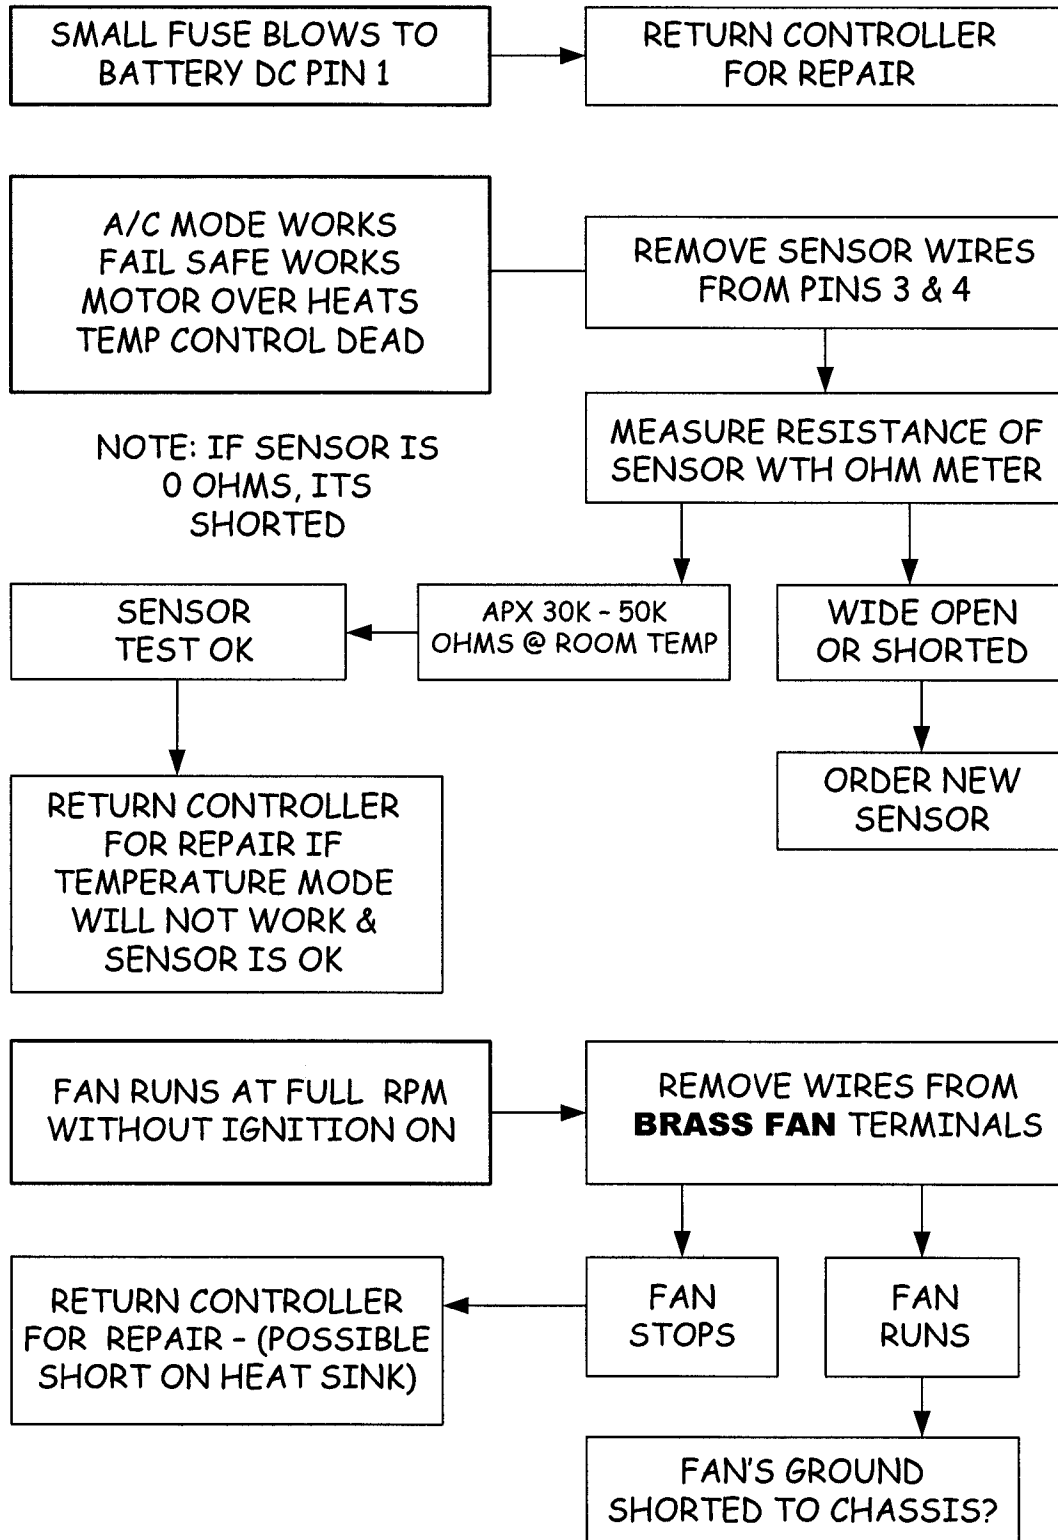 SMALL FUSE BLOWS TO
BATTERY DC PIN 1
RETURN CONTROLLER
FOR REPAIR
A/C MODE WORKS
FAIL SAFE WORKS
MOTOR OVER HEATS
TEMP CONTROL DEAD
REMOVE SENSOR WIRES
FROM PINS 3 & 4
MEASURE RESISTANCE OF
SENSOR WTH OHM METER
NOTE: IF SENSOR IS
0 OHMS, ITS
SHORTED
SENSOR
TEST OK
APX 30K - 50K
OHMS @ ROOM TEMP
WIDE OPEN
OR SHORTED
RETURN CONTROLLER
FOR REPAIR IF
TEMPERATURE MODE
WILL NOT WORK &
SENSOR IS OK
ORDER NEW
SENSOR
FAN RUNS AT FULL RPM
WITHOUT IGNITION ON
REMOVE WIRES FROM
BRASS FAN TERMINALS
RETURN CONTROLLER
FOR REPAIR - (POSSIBLE
SHORT ON HEAT SINK)
FAN
STOPS
FAN
RUNS
FAN'S GROUND
SHORTED TO CHASSIS?